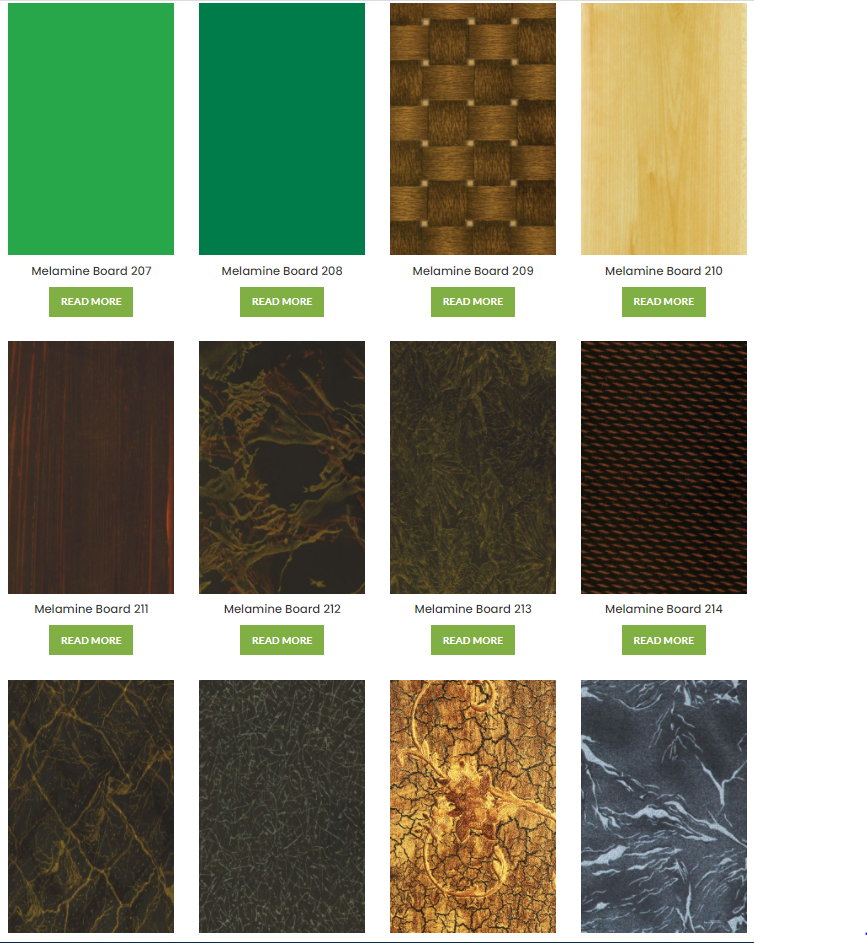 Melamine Board 207
Melamine Board 208
Melamine Board 209
Melamine Board 210
READ MORE
READ MORE
READ MORE
READ MORE
Melamine Board 211
Melamine Board 212
Melamine Board 213
Melamine Board 214
READ MORE
READ MORE
READ MORE
READ MORE